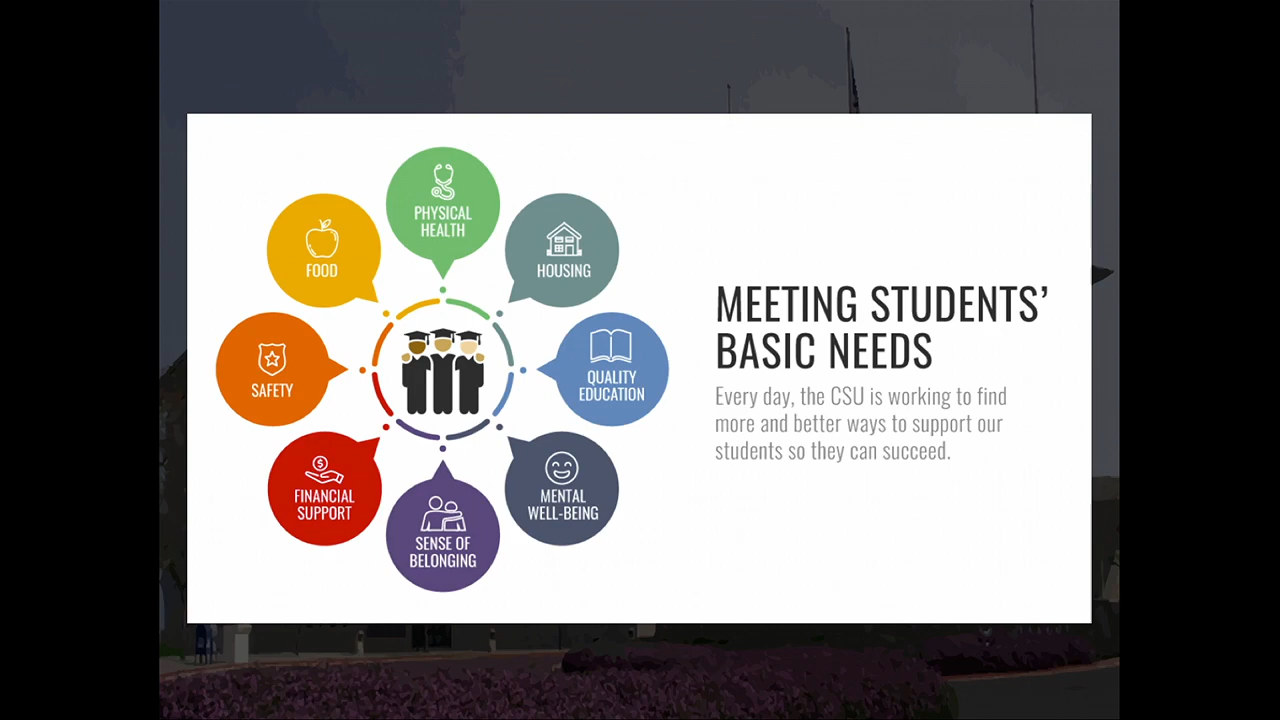 PHYSICAL
HEALTH
FOOD
HOUSING
SAFETY
QUALITY
EDUCATION
FINANCIAL
SUPPORT
MENTAL
WELL-BEING
SENSE OF
BELONGING
$
MEETING STUDENTS’
BASIC NEEDS
Every day, the CSU is working to find
more and better ways to support our
students so they can succeed.